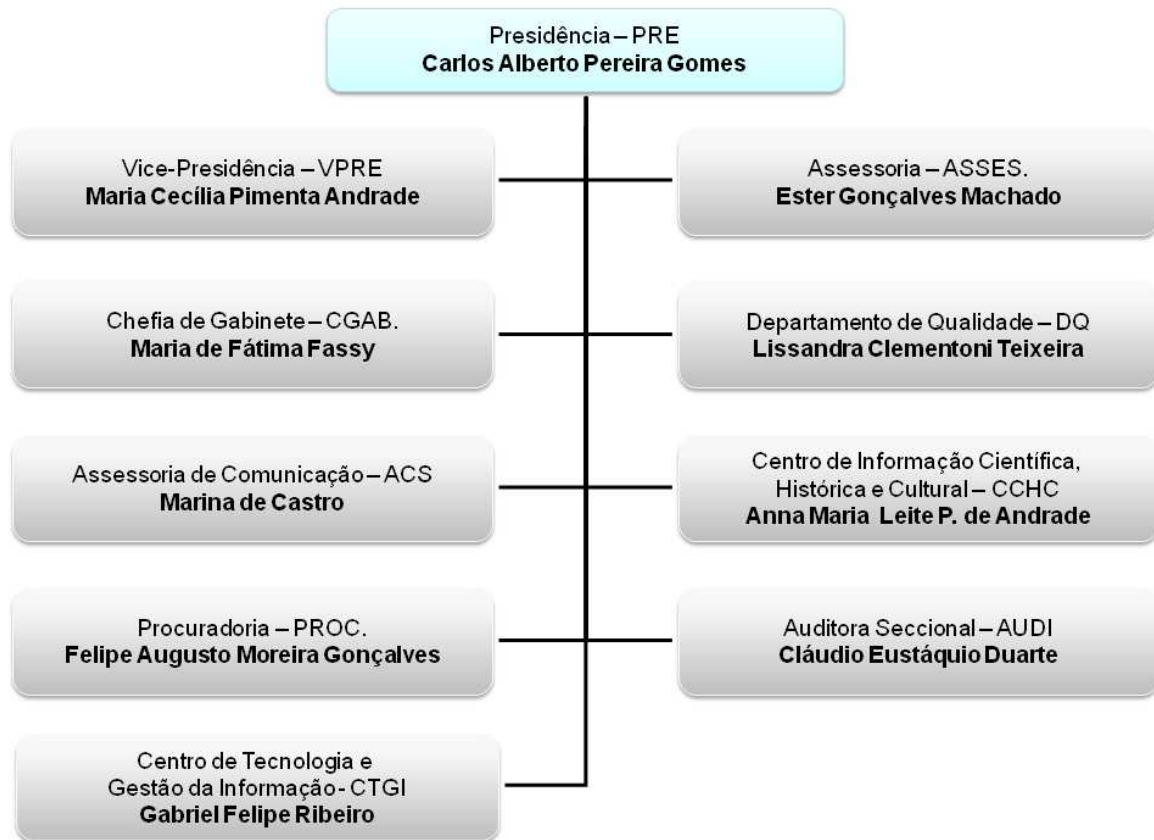 Presidência – PRE
Carlos Alberto Pereira Gomes
Vice-Presidência – VPRE
Maria Cecília Pimenta Andrade
Assessoria – ASSES.
Ester Gonçalves Machado
Chefia de Gabinete – CGAB.
Maria de Fátima Fassy
Departamento de Qualidade – DQ
Lissandra Clementoni Teixeira
Assessoria de Comunicação – ACS
Marina de Castro
Centro de Informação Científica,
Histórica e Cultural – CCHC
Anna Maria Leite P. de Andrade
Procuradoria – PROC.
Felipe Augusto Moreira Gonçalves
Auditora Seccional – AUDI
Cláudio Eustáquio Duarte
Centro de Tecnologia e
Gestão da Informação- CTGI
Gabriel Felipe Ribeiro